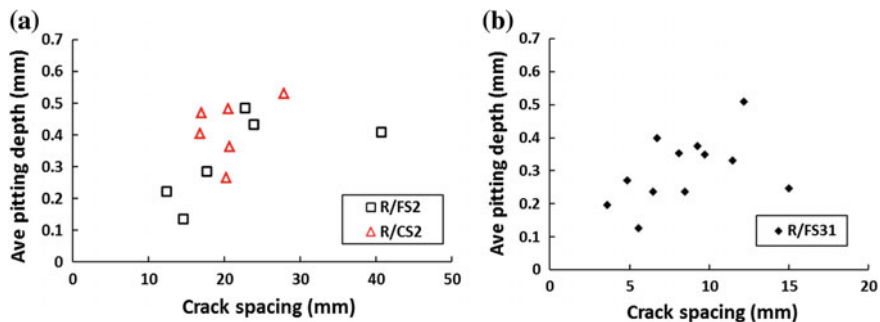 (a)
Ave pitting depth (mm)
0.7
0.6
0.5
0.4
0.3
0.2
0.1
0
0 10 20 30 40 50
Crack spacing (mm)
R/FS2
R/CS2
(b)
Ave pitting depth (mm)
0.7
0.6
0.5
0.4
0.3
0.2
0.1
0
0 5 10 15 20
Crack spacing (mm)
R/FS31